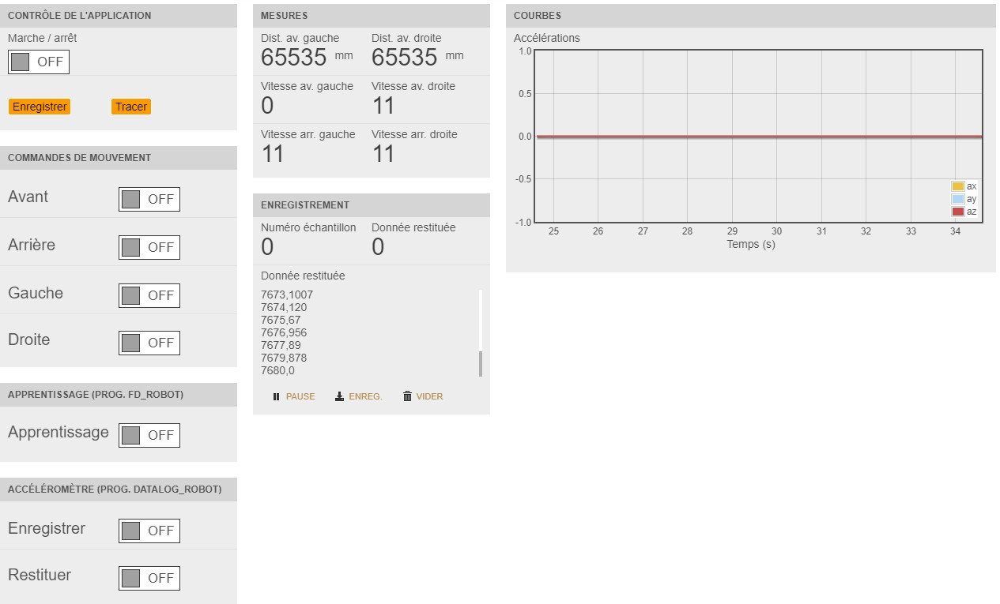 CONTRÔLE DE L'APPLICATION
Marche / arrêt
OFF
Enregistrer Tracer
COMMANDES DE MOUVEMENT
Avant OFF
Arrière OFF
Gauche OFF
Droite OFF
APPRENTISSAGE (PROG. FD_ROBOT)
Apprentissage OFF
ACCÉLÉROMÈTRE (PROG. DATALOG_ROBOT)
Enregistrer OFF
Restituer OFF
MESURES
Dist. av. gauche Dist. av. droite
65535 mm 65535 mm
Vitesse av. gauche Vitesse av. droite
0 11
Vitesse arr. gauche Vitesse arr. droite
11 11
ENREGISTREMENT
Numéro échantillon Donnée restituée
0 0
Donnée restituée
7673,1007
7674,120
7675,67
7676,956
7677,89
7679,878
7680,0
PAUSE ENREG. VIDER
COURBES
Accélérations
1.0
0.5
0.0
-0.5
-1.0
ax
ay
az
25 26 27 28 29 30 31 32 33 34
Temps (s)